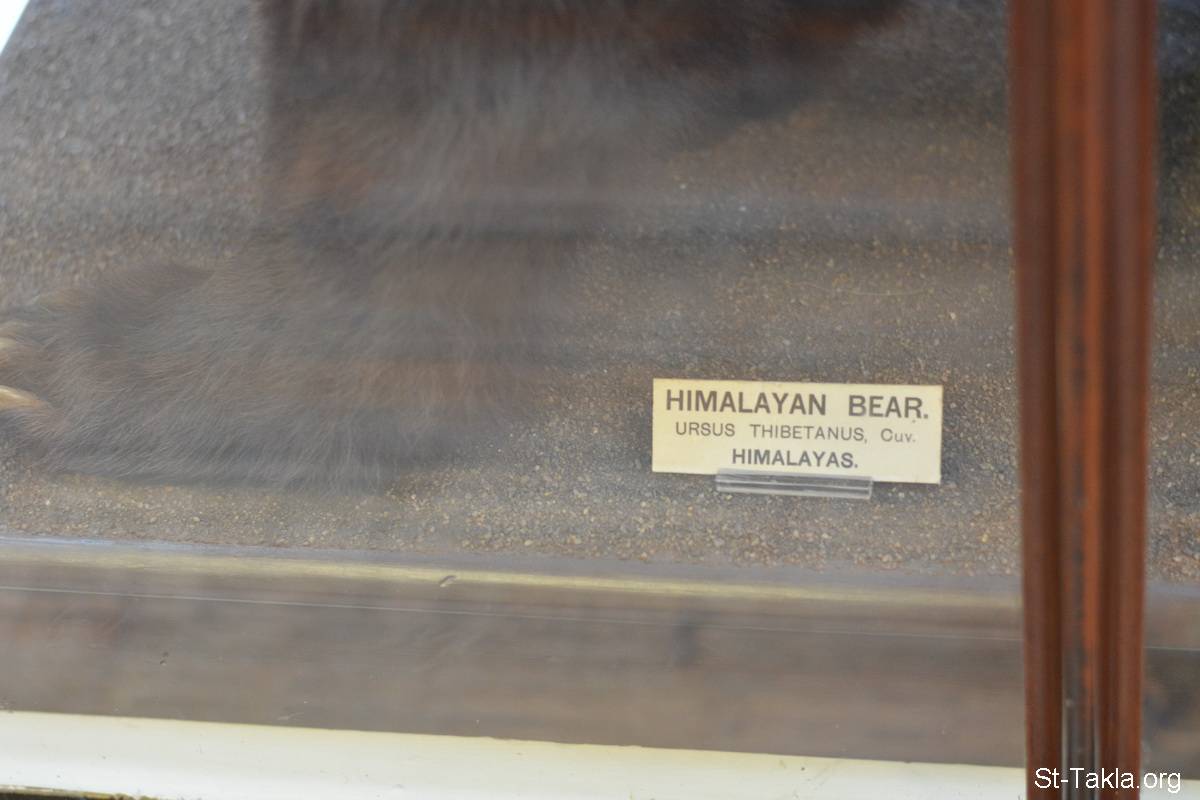 HIMALAYAN BEAR.
URSUS THIBETANUS, Cuv.
HIMALAYAS.
St-Takla.org